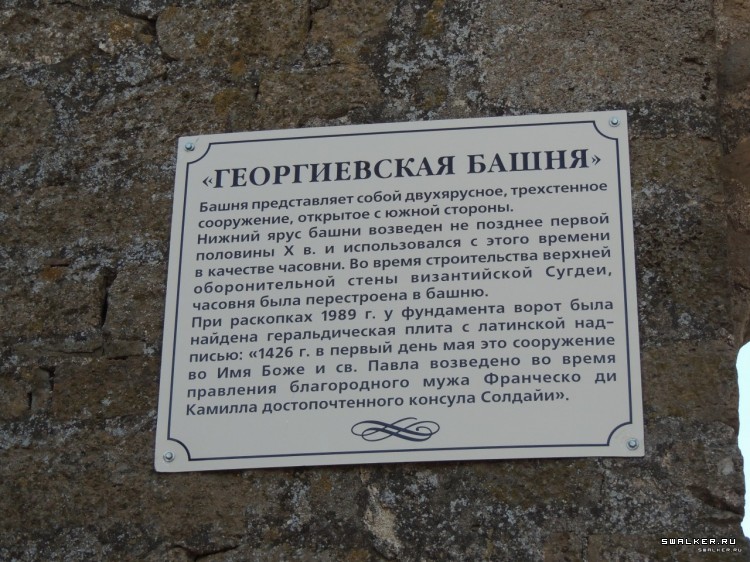 «ГЕОРГИЕВСКАЯ БАШНЯ»
Башня представляет собой двухярусное, трехстенное
сооружение, открытое с южной стороны.
Нижний ярус башни возведен не позднее первой
половины X в. и использовался с этого времени
в качестве часовни. Во время строительства верхней
оборонительной стены византийской Сугдеи,
часовня была перестроена в башню.
При раскопках 1989 г. у фундамента ворот была
найдена геральдическая плита с латинской над-
писью: «1426 г. в первый день мая это сооружение
во Имя Боже и св. Павла возведено во время
правления благородного мужа Франческо ди
Камилла достопочтенного консула Солдайи».
SWALKER.RU
SWALKER.RU